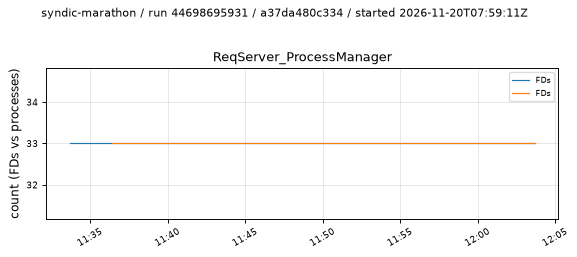 syndic-marathon / run 44698695931 / a37da480c334 / started 2026-11-20T07:59:11Z
ReqServer_ProcessManager
count (FDs vs processes)
34
33
32
FDs
FDs
11:35
11:40
11:45
11:50
11:55
12:00
12:05